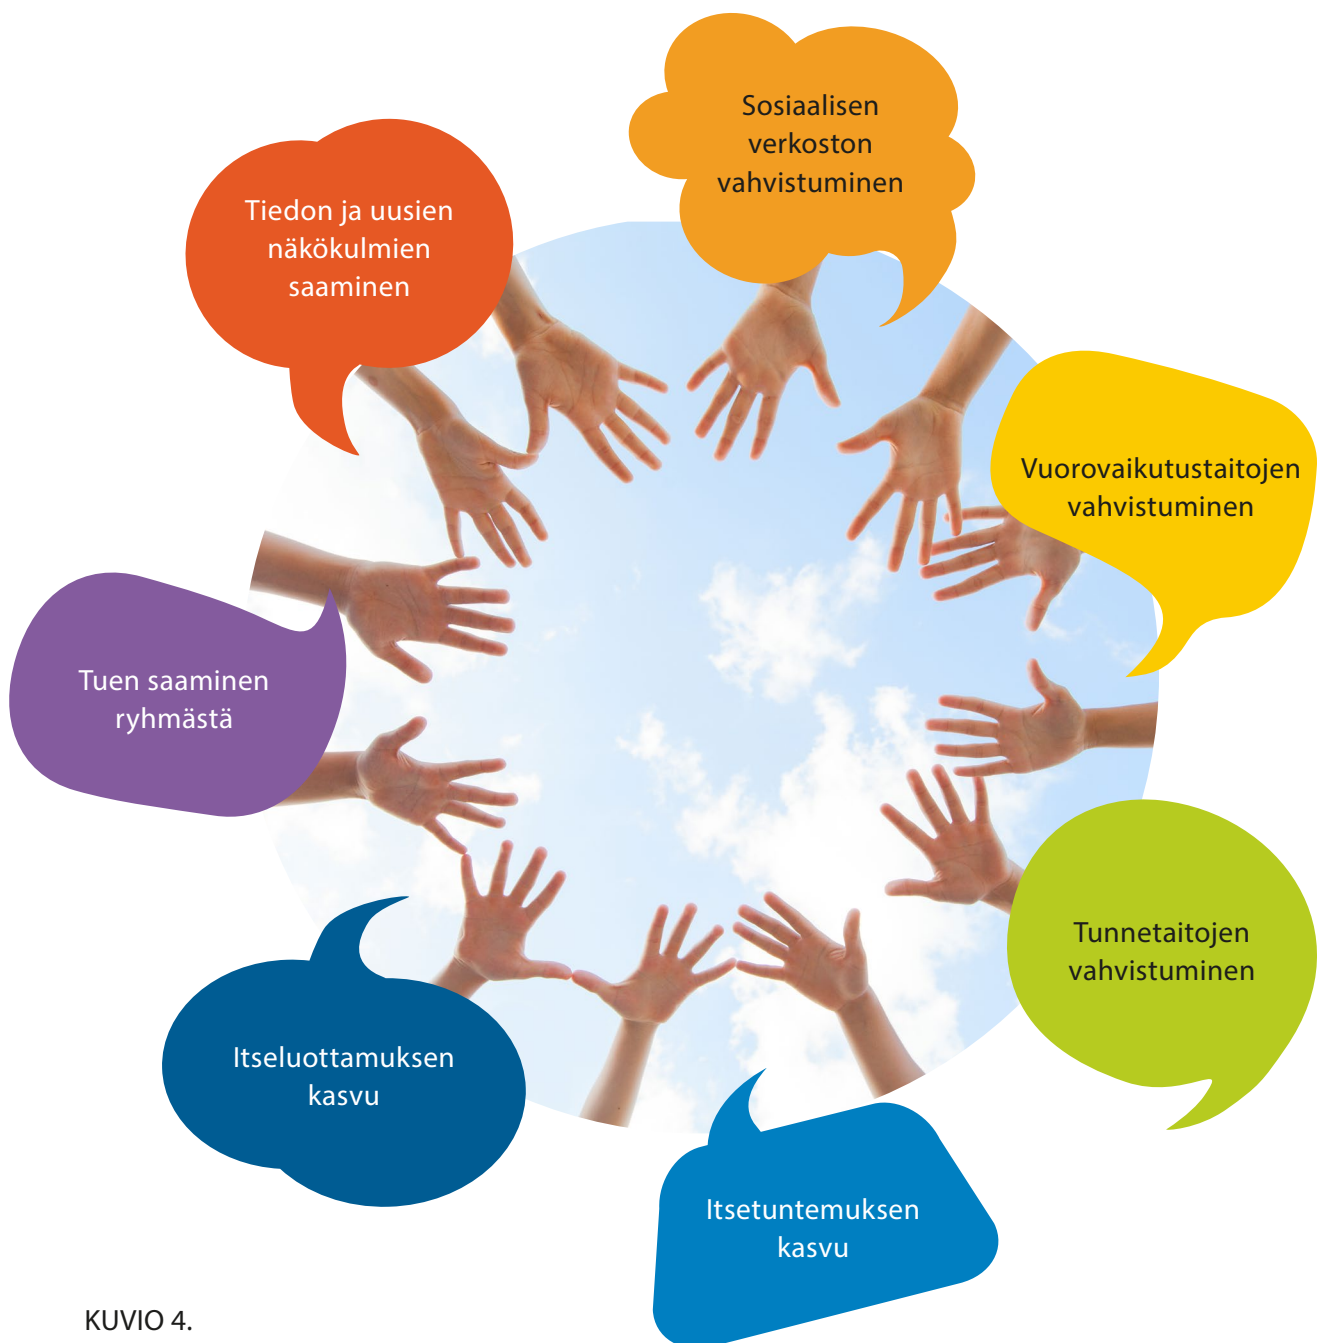 Sosiaalisen
verkoston
vahvistuminen
Tiedon ja uusien
näkökulmien
saaminen
Vuorovaikutustaitojen
vahvistuminen
Tuen saaminen
ryhmästä
Tunnetaitojen
vahvistuminen
Itseluottamuksen
kasvu
Itsetuntemuksen
kasvu
KUVIO 4.